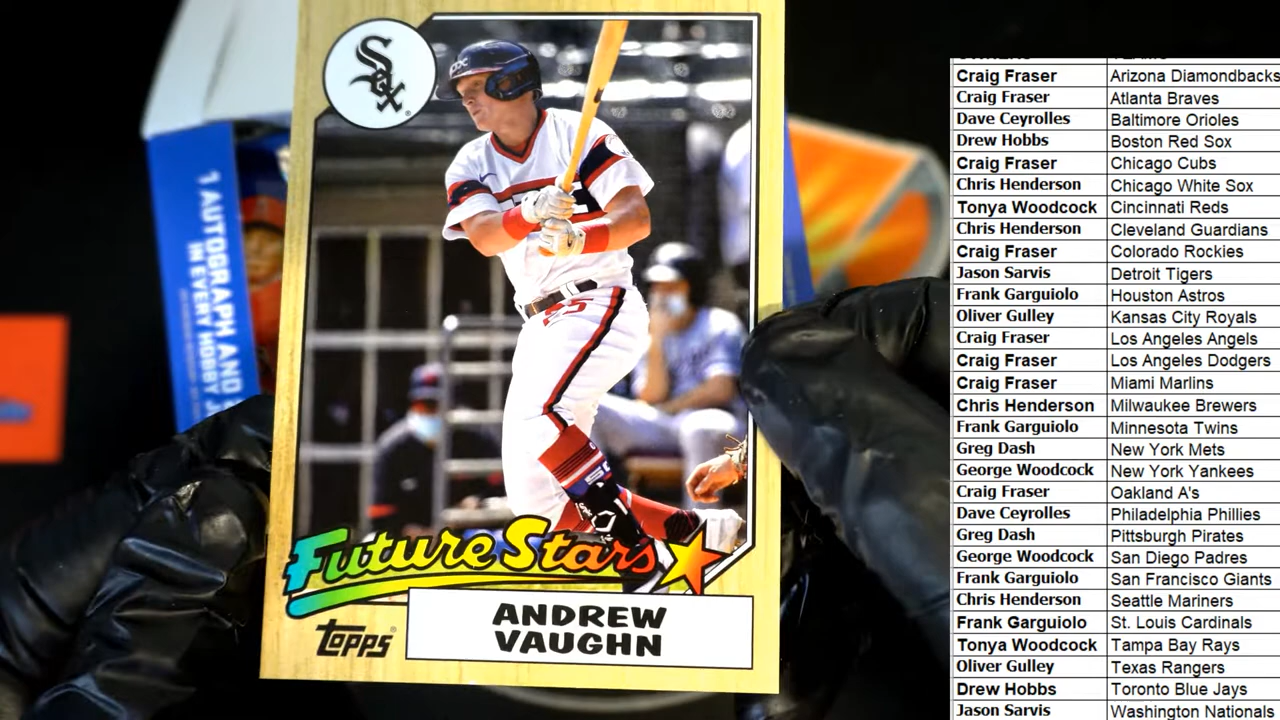 SOX
1 AUTOGRAPH AND
IN EVERY HOBBY
25
Future Stars
Topps
ANDREW
VAUGHN
Craig Fraser Arizona Diamondbacks
Craig Fraser Atlanta Braves
Dave Ceyrolles Baltimore Orioles
Drew Hobbs Boston Red Sox
Craig Fraser Chicago Cubs
Chris Henderson Chicago White Sox
Tonya Woodcock Cincinnati Reds
Chris Henderson Cleveland Guardians
Craig Fraser Colorado Rockies
Jason Sarvis Detroit Tigers
Frank Garguiolo Houston Astros
Oliver Gulley Kansas City Royals
Craig Fraser Los Angeles Angels
Craig Fraser Los Angeles Dodgers
Craig Fraser Miami Marlins
Chris Henderson Milwaukee Brewers
Frank Garguiolo Minnesota Twins
Greg Dash New York Mets
George Woodcock New York Yankees
Craig Fraser Oakland A's
Dave Ceyrolles Philadelphia Phillies
Greg Dash Pittsburgh Pirates
George Woodcock San Diego Padres
Frank Garguiolo San Francisco Giants
Chris Henderson Seattle Mariners
Frank Garguiolo St. Louis Cardinals
Tonya Woodcock Tampa Bay Rays
Oliver Gulley Texas Rangers
Drew Hobbs Toronto Blue Jays
Jason Sarvis Washington Nationals